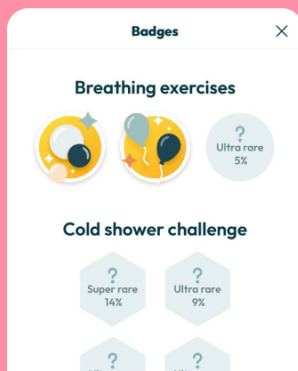 Badges
Breathing exercises
?
Ultra rare
5%
Cold shower challenge
?
Super rare
14%
?
Ultra rare
9%
?
?